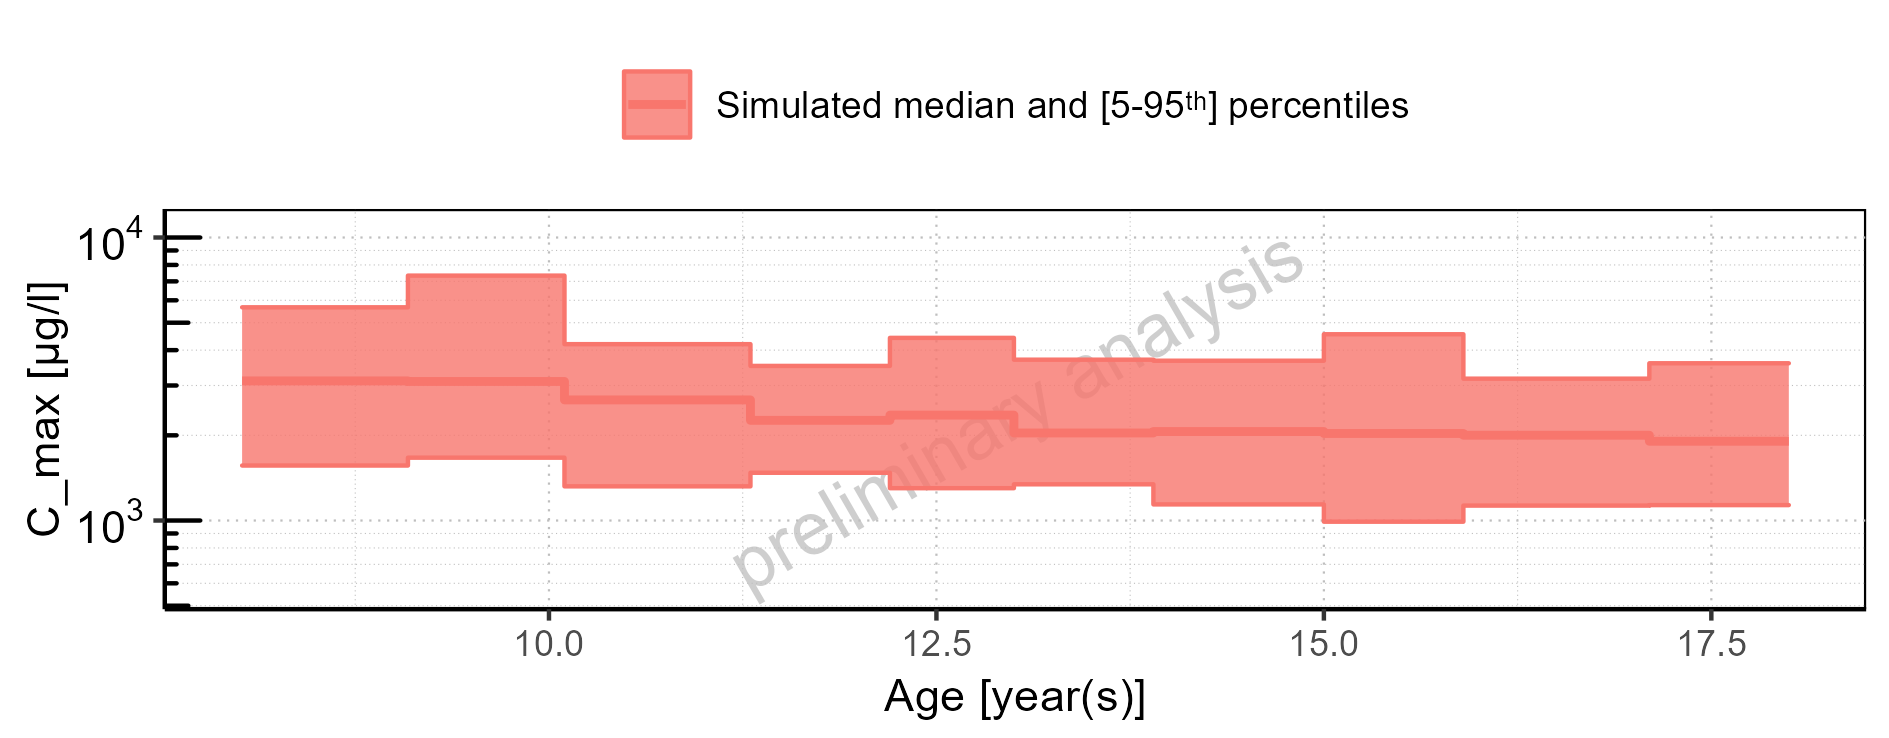 Simulated median and [5-95ᵗʰ] percentiles
10⁴
10³
C_max [µg/l]
preliminary analysis
10.0 12.5 15.0 17.5
Age [year(s)]